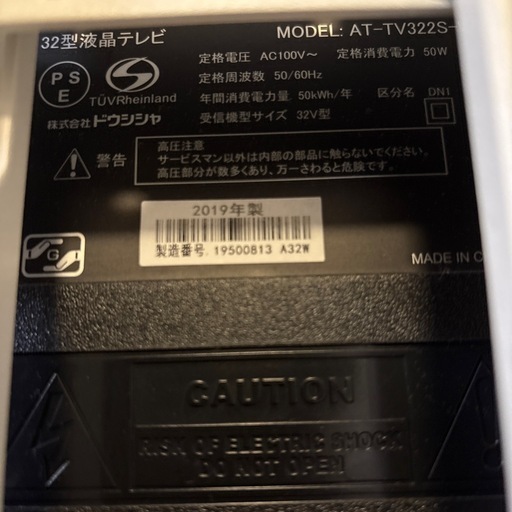 32型液晶テレビ
MODEL: AT-TV322S-
PSE
TÜVRheinland
定格電圧 AC100V〜 定格消費電力 50W
定格周波数 50/60Hz
年間消費電力量 50kWh/年 区分名 DN1
受信機型サイズ 32V型
株式会社 ドウシシャ
警告
高圧注意
サービスマン以外は内部の部品に触らないでください。
高圧部分が数多くあり、万一さわると危険です。
2019年製
製造番号 19500813 A32W
G
MADE IN C
CAUTION
RISK OF ELECTRIC SHOCK
DO NOT OPEN